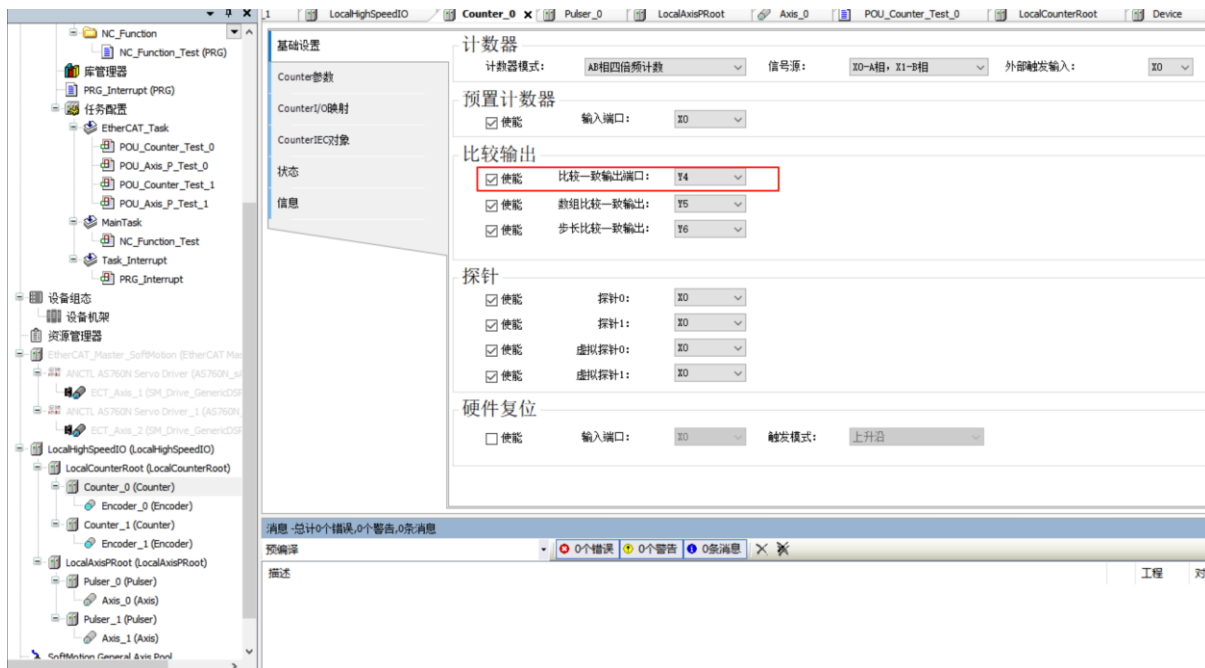 _1 LocalHighSpeedIO Counter_0 x Pulser_0 LocalAxisPRoot Axis_0 POU_Counter_Test_0 LocalCounterRoot Device
NC_Function
NC_Function_Test (PRG)
库管理器
PRG_Interrupt (PRG)
任务配置
EtherCAT_Task
POU_Counter_Test_0
POU_Axis_P_Test_0
POU_Counter_Test_1
POU_Axis_P_Test_1
MainTask
NC_Function_Test
Task_Interrupt
PRG_Interrupt
设备组态
设备机架
资源管理器
EtherCAT_Master_SoftMotion (EtherCAT Mas
ANCTL AS760N Servo Driver (AS760N_sA
ECT_Axis_1 (SM_Drive_GenericDSP
ANCTL AS760N Servo Driver_1 (AS760N_
ECT_Axis_2 (SM_Drive_GenericDSP
LocalHighSpeedIO (LocalHighSpeedIO)
LocalCounterRoot (LocalCounterRoot)
Counter_0 (Counter)
Encoder_0 (Encoder)
Counter_1 (Counter)
Encoder_1 (Encoder)
LocalAxisPRoot (LocalAxisPRoot)
Pulser_0 (Pulser)
Axis_0 (Axis)
Pulser_1 (Pulser)
Axis_1 (Axis)
SoftMotion General Axis Pool
基础设置
Counter参数
CounterI/O映射
CounterIEC对象
状态
信息
计数器
计数器模式: AB相四倍频计数 信号源: X0-A相，X1-B相 外部触发输入: X0
预置计数器
使能 输入端口: X0
比较输出
使能 比较一致输出端口: Y4
使能 数组比较一致输出: Y5
使能 步长比较一致输出: Y6
探针
使能 探针0: X0
使能 探针1: X0
使能 虚拟探针0: X0
使能 虚拟探针1: X0
硬件复位
使能 输入端口: X0 触发模式: 上升沿
消息 -总计0个错误,0个警告,0条消息
预编译 0个错误 0个警告 0条消息
描述 工程 对